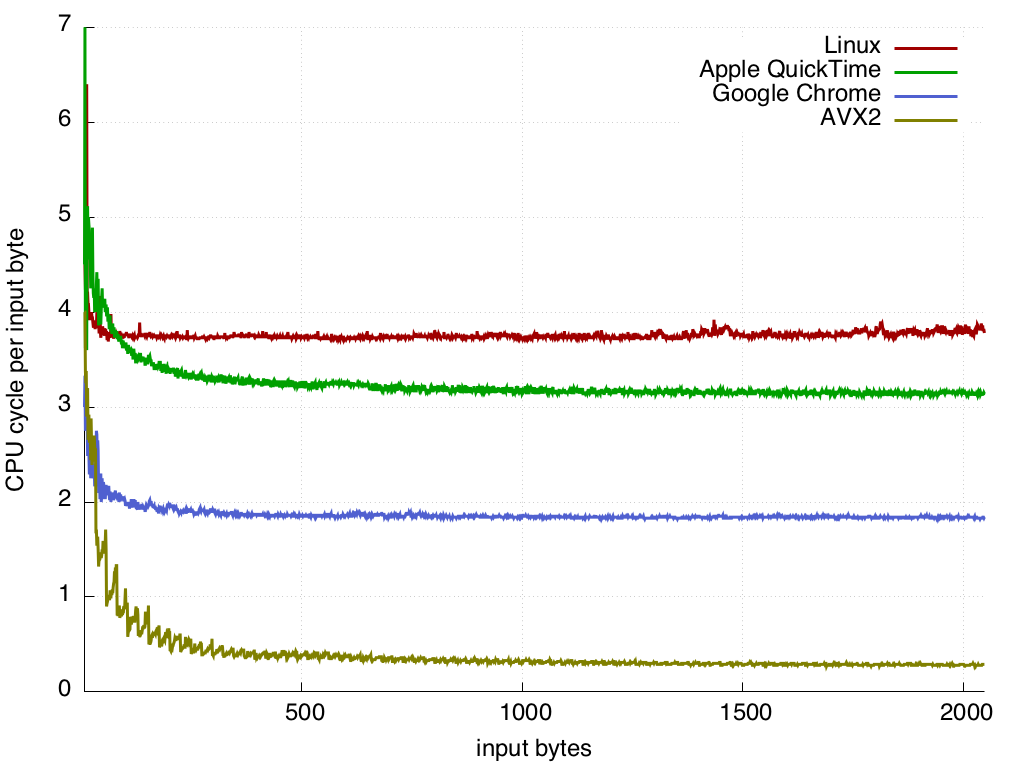 7
6
5
4
3
2
1
0
CPU cycle per input byte
Linux
Apple QuickTime
Google Chrome
AVX2
500
1000
1500
2000
input bytes